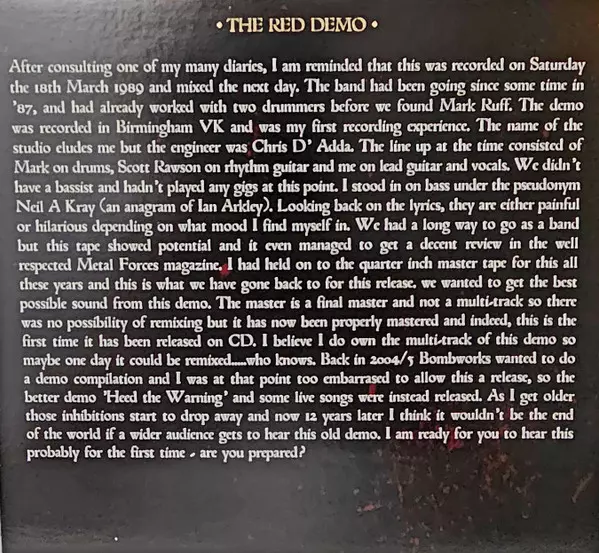 • THE RED DEMO •
After consulting one of my many diaries, I am reminded that this was recorded on Saturday
the 18th March 1989 and mixed the next day. The band had been going since some time in
'87, and had already worked with two drummers before we found Mark Ruff. The demo
was recorded in Birmingham VK and was my first recording experience. The name of the
studio eludes me but the engineer was Chris D' Adda. The line up at the time consisted of
Mark on drums, Scott Rawson on rhythm guitar and me on lead guitar and vocals. We didn't
have a bassist and hadn't played any gigs at this point. I stood in on bass under the pseudonym
Neil A Kray (an anagram of Ian Arkley). Looking back on the lyrics, they are either painful
or hilarious depending on what mood I find myself in. We had a long way to go as a band
but this tape showed potential and it even managed to get a decent review in the well
respected Metal Forces magazine. I had held on to the quarter inch master tape for this all
these years and this is what we have gone back to for this release. we wanted to get the best
possible sound from this demo. The master is a final master and not a multi-track so there
was no possibility of remixing but it has now been properly mastered and indeed, this is the
first time it has been released on CD. I believe I do own the multi-track of this demo so
maybe one day it could be remixed.....who knows. Back in 2004/5 Bombworks wanted to do
a demo compilation and I was at that point too embarrased to allow this a release, so the
better demo 'Heed the Warning' and some live songs were instead released. As I get older
those inhibitions start to drop away and now 12 years later I think it wouldn't be the end
of the world if a wider audience gets to hear this old demo. I am ready for you to hear this
probably for the first time - are you prepared?